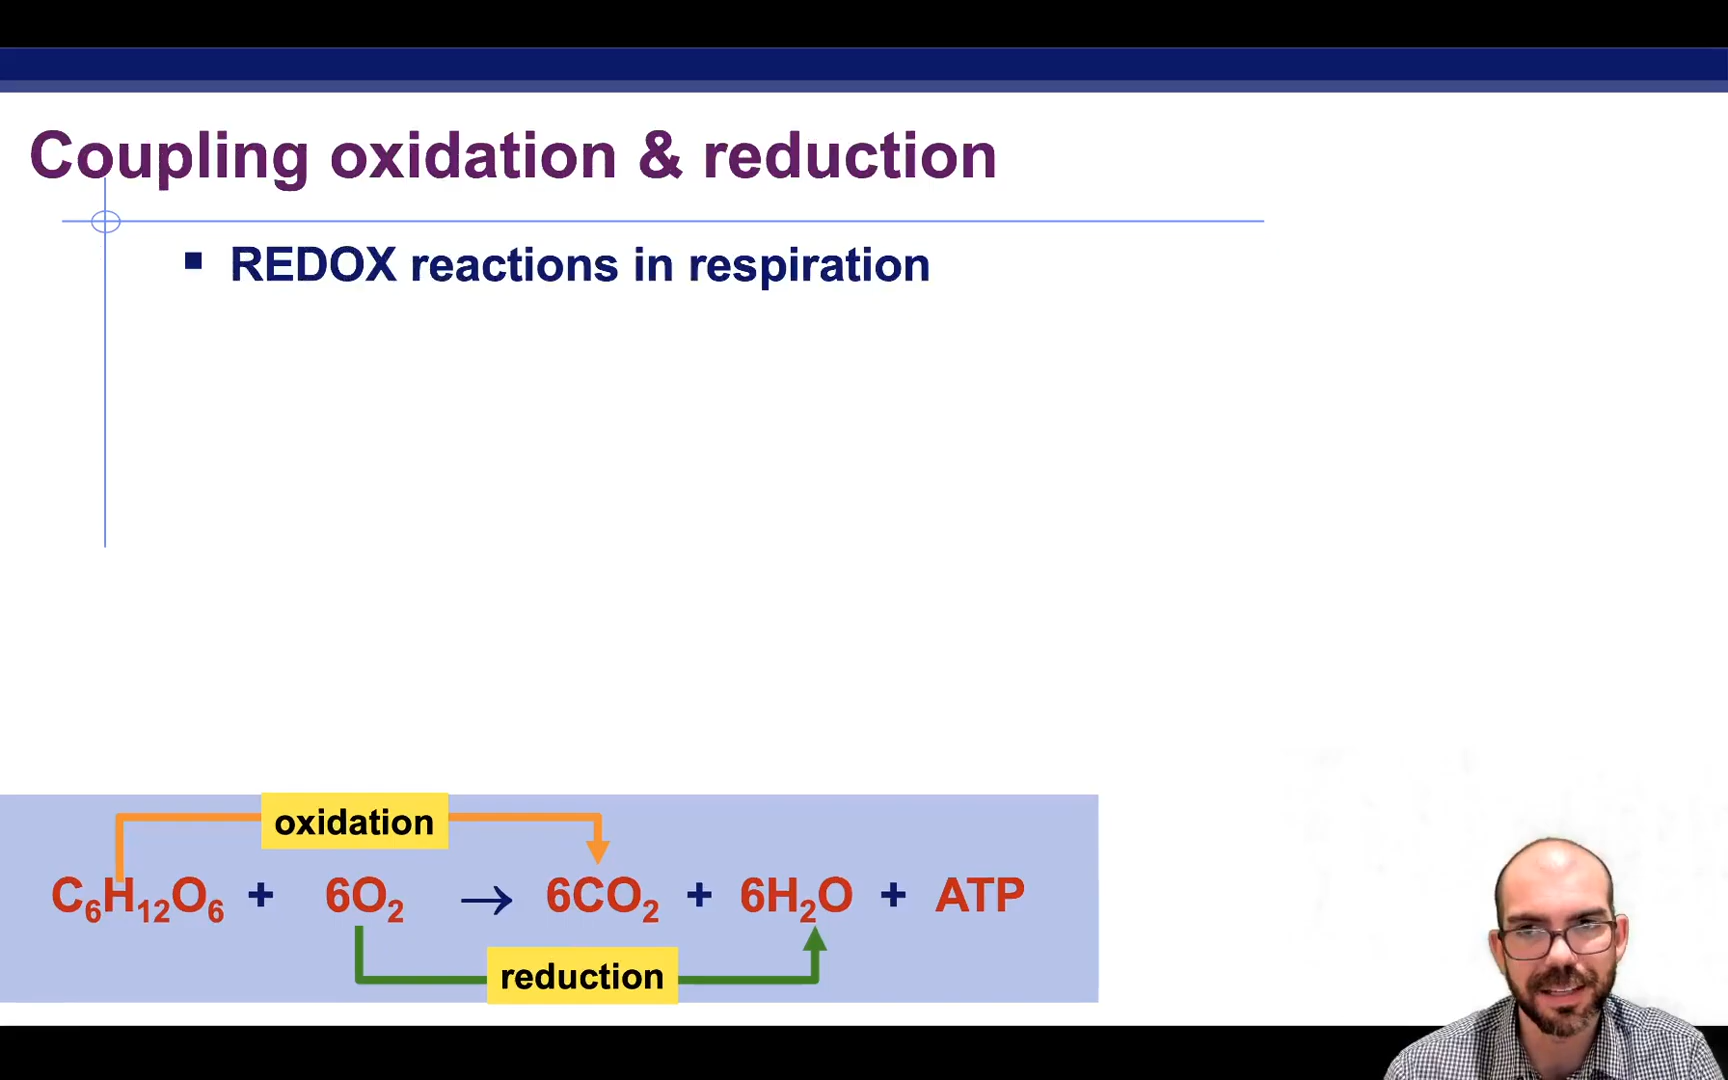 Coupling oxidation & reduction
▪ REDOX reactions in respiration
oxidation
C₆H₁₂O₆ + 6O₂ → 6CO₂ + 6H₂O + ATP
reduction